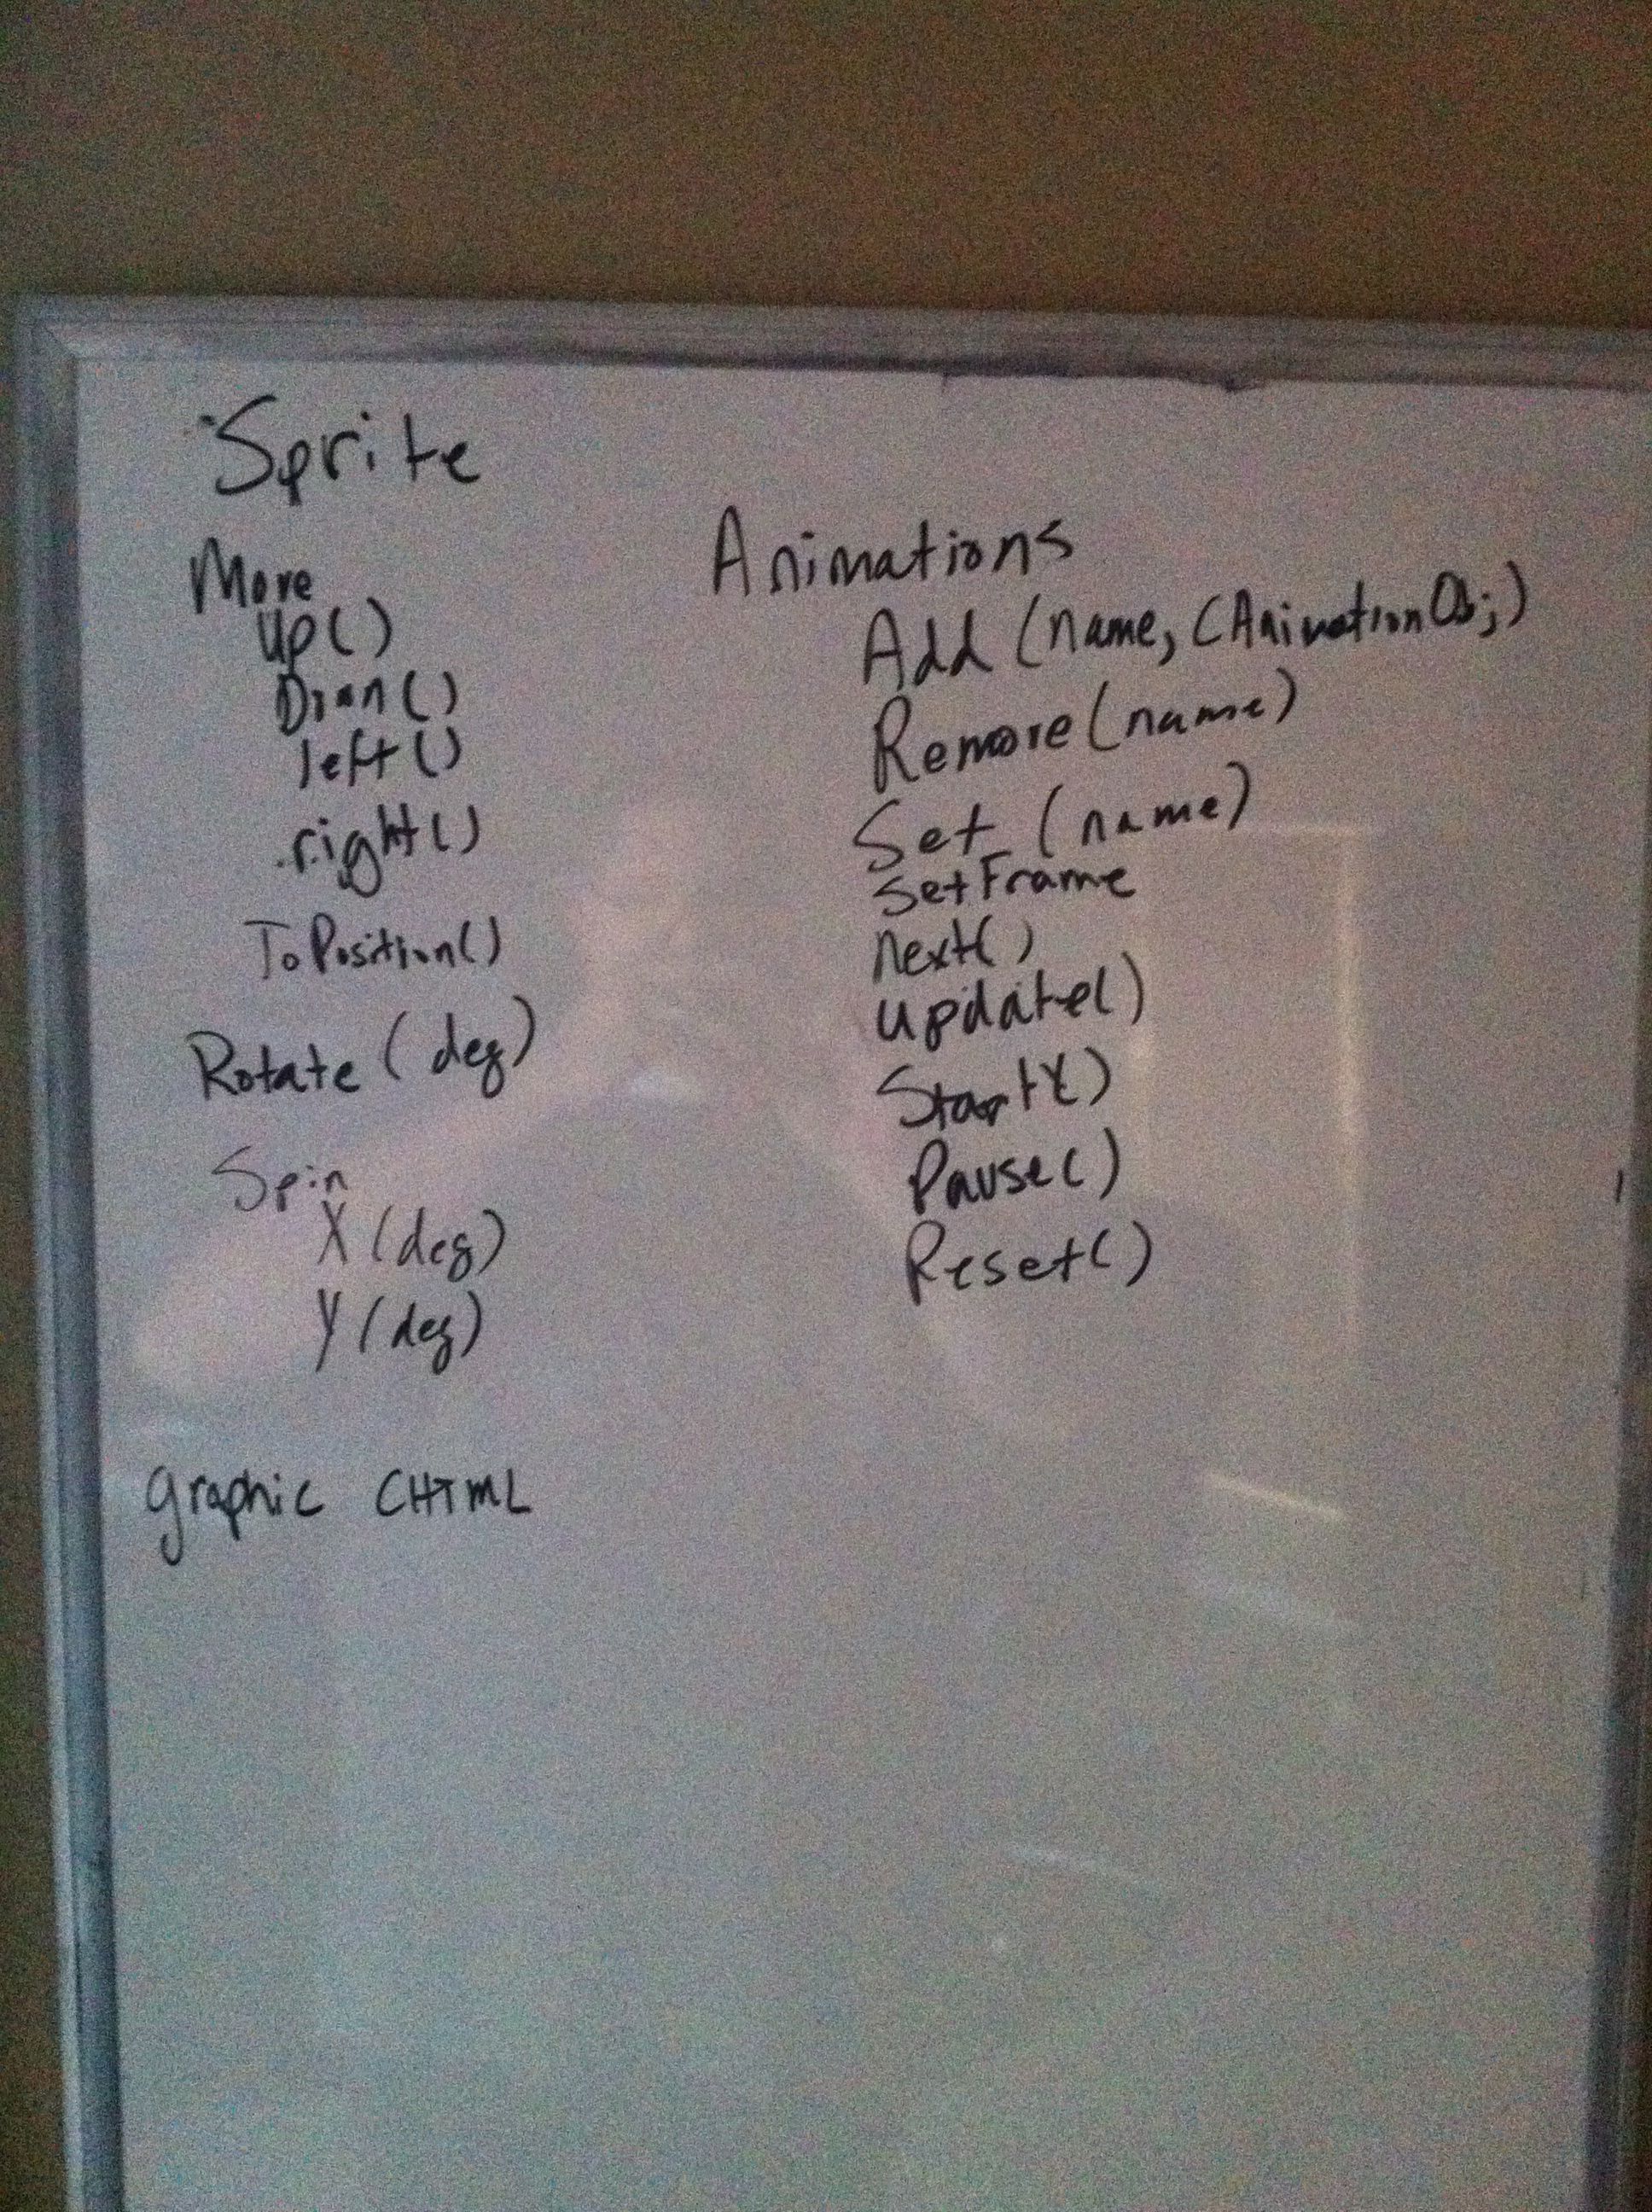 Sprite
Move
Up()
Down()
left()
right()
ToPosition()
Rotate (deg)
Spin
X (deg)
Y (deg)
graphic CHTML
Animations
Add (name, CAnimationObj)
Remove (name)
Set (name)
SetFrame
next()
update()
Start()
Pause()
Reset()